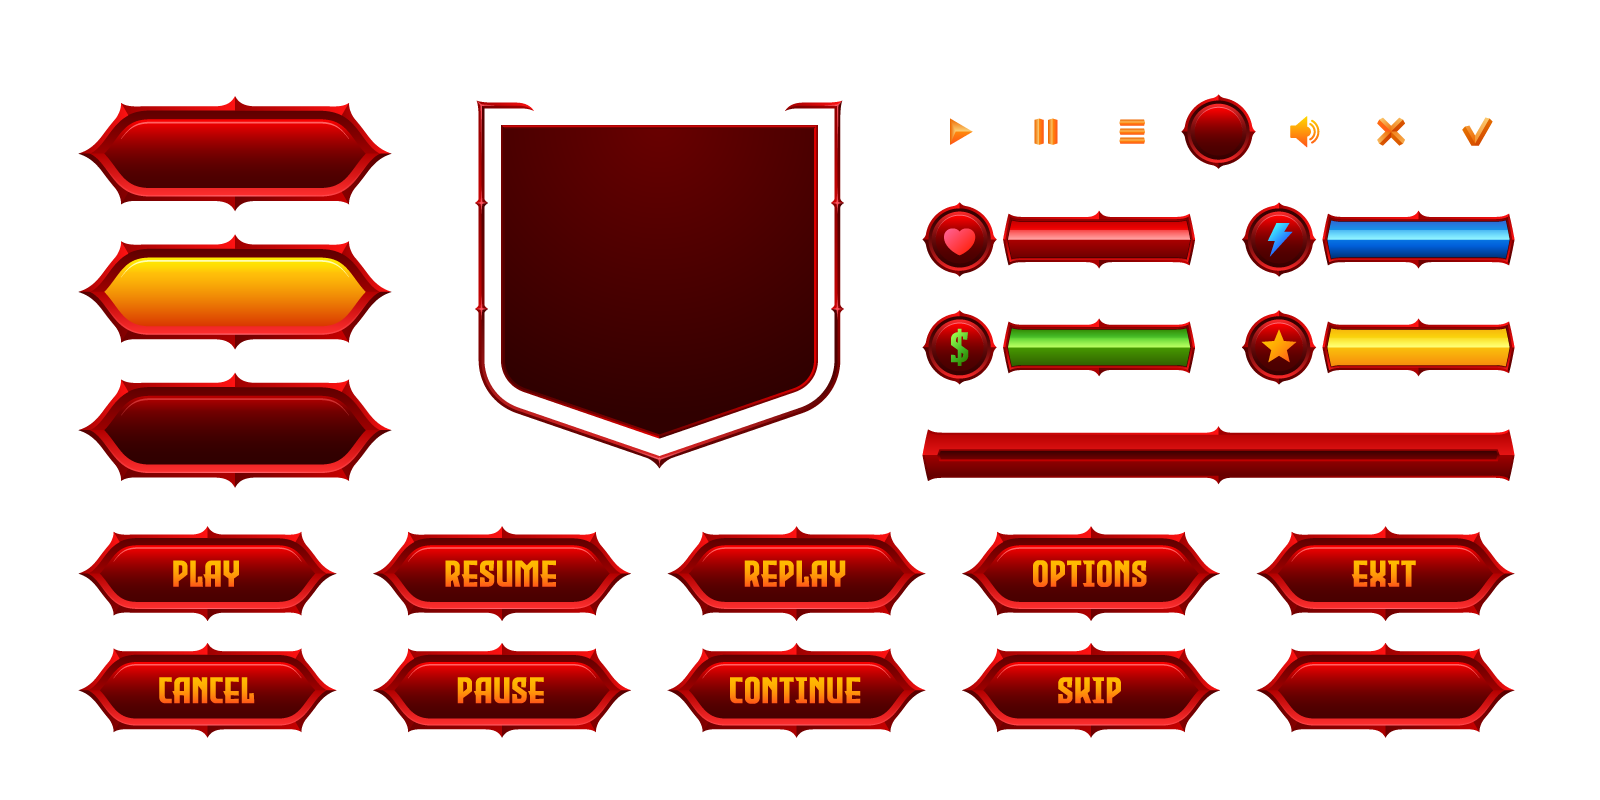 $
PLAY
RESUME
REPLAY
OPTIONS
EXIT
CANCEL
PAUSE
CONTINUE
SKIP